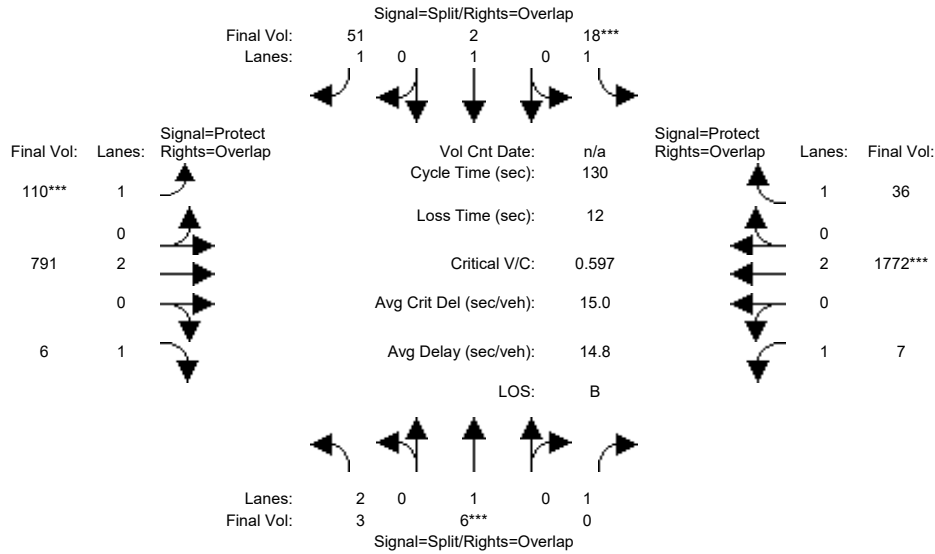 Signal=Split/Rights=Overlap
Final Vol: 51 2 18***
Lanes: 1 0 1 0 1
Signal=Protect Signal=Protect
Final Vol: Lanes: Rights=Overlap Vol Cnt Date: n/a Rights=Overlap Lanes: Final Vol:
Cycle Time (sec): 130
110*** 1 1 36
Loss Time (sec): 12
0 0
791 2 Critical V/C: 0.597 2 1772***
0 Avg Crit Del (sec/veh): 15.0 0
6 1 Avg Delay (sec/veh): 14.8 1 7
LOS: B
Lanes: 2 0 1 0 1
Final Vol: 3 6*** 0
Signal=Split/Rights=Overlap